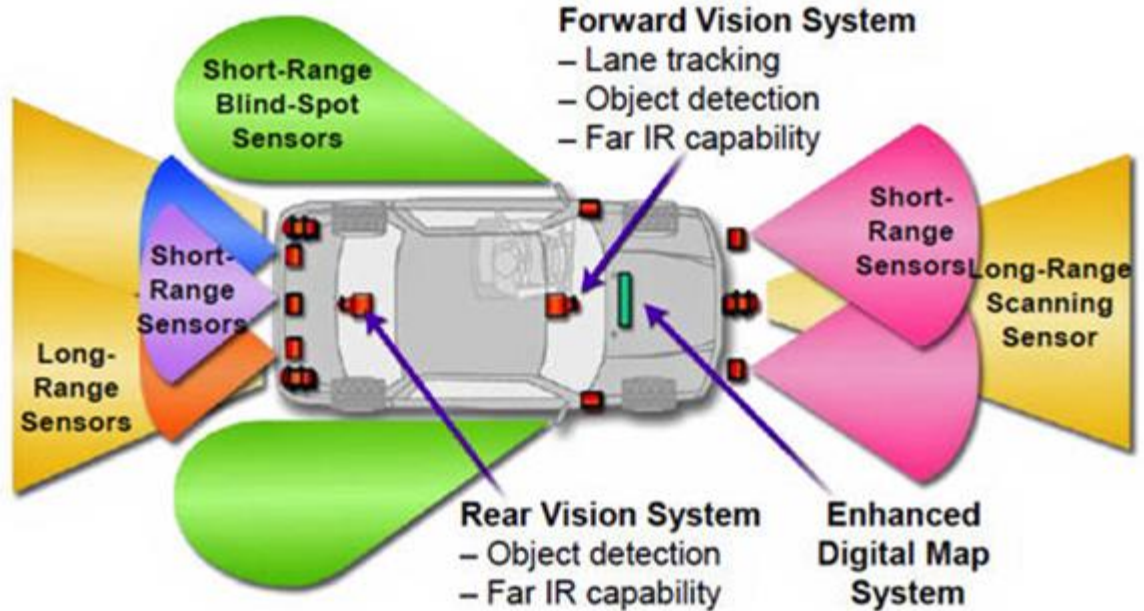 Forward Vision System
– Lane tracking
– Object detection
– Far IR capability
Short-Range
Blind-Spot
Sensors
Short-
Range
Sensors
Long-
Range
Sensors
Short-
Range
Sensors
Long-Range
Scanning
Sensor
Rear Vision System
– Object detection
– Far IR capability
Enhanced
Digital Map
System